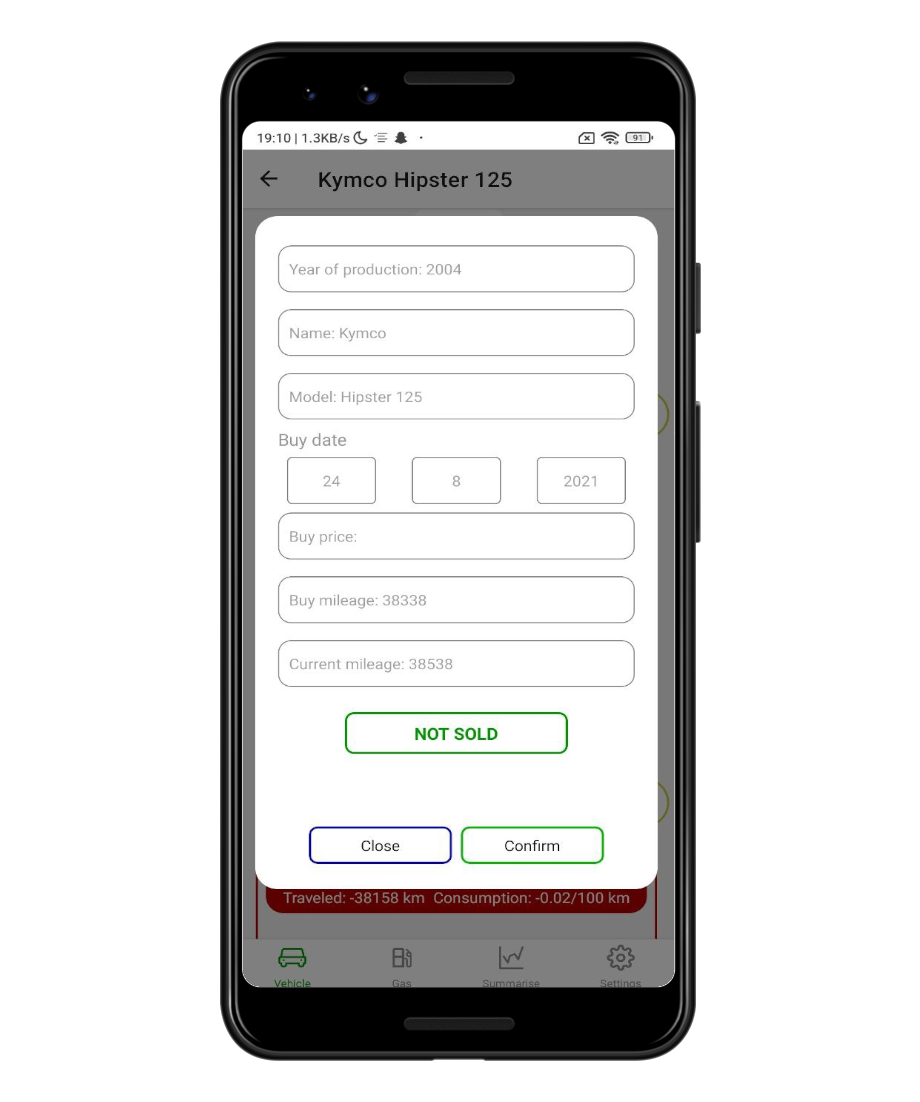 19:10 | 1.3KB/s
91
Kymco Hipster 125
Year of production: 2004
Name: Kymco
Model: Hipster 125
Buy date
24 8 2021
Buy price:
Buy mileage: 38338
Current mileage: 38538
NOT SOLD
Close Confirm
Traveled: -38158 km Consumption: -0.02/100 km
Vehicle Gas Summarise Settings